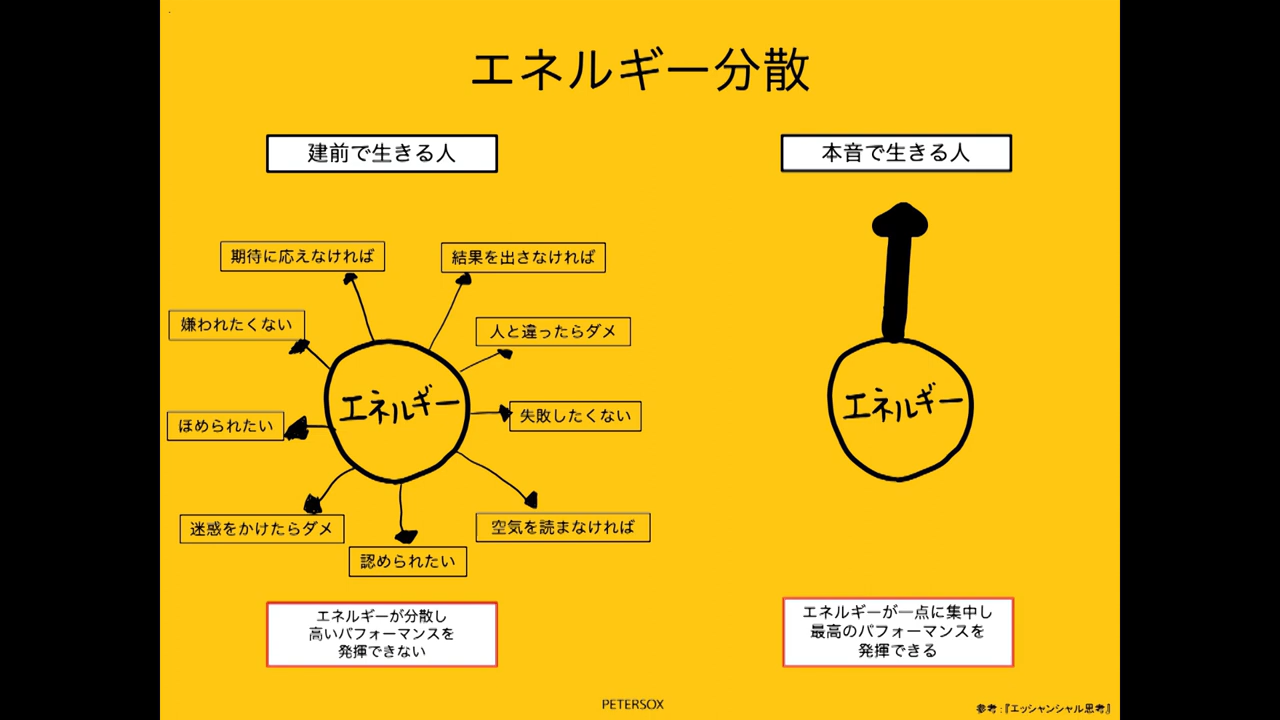 エネルギー分散
建前で生きる人
本音で生きる人
期待に応えなければ
結果を出さなければ
嫌われたくない
人と違ったらダメ
エネルギー
エネルギー
ほめられたい
失敗したくない
迷惑をかけたらダメ
空気を読まなければ
認められたい
エネルギーが分散し
高いパフォーマンスを
発揮できない
エネルギーが一点に集中し
最高のパフォーマンスを
発揮できる
PETERSOX
参考:『エッシャンシャル思考』